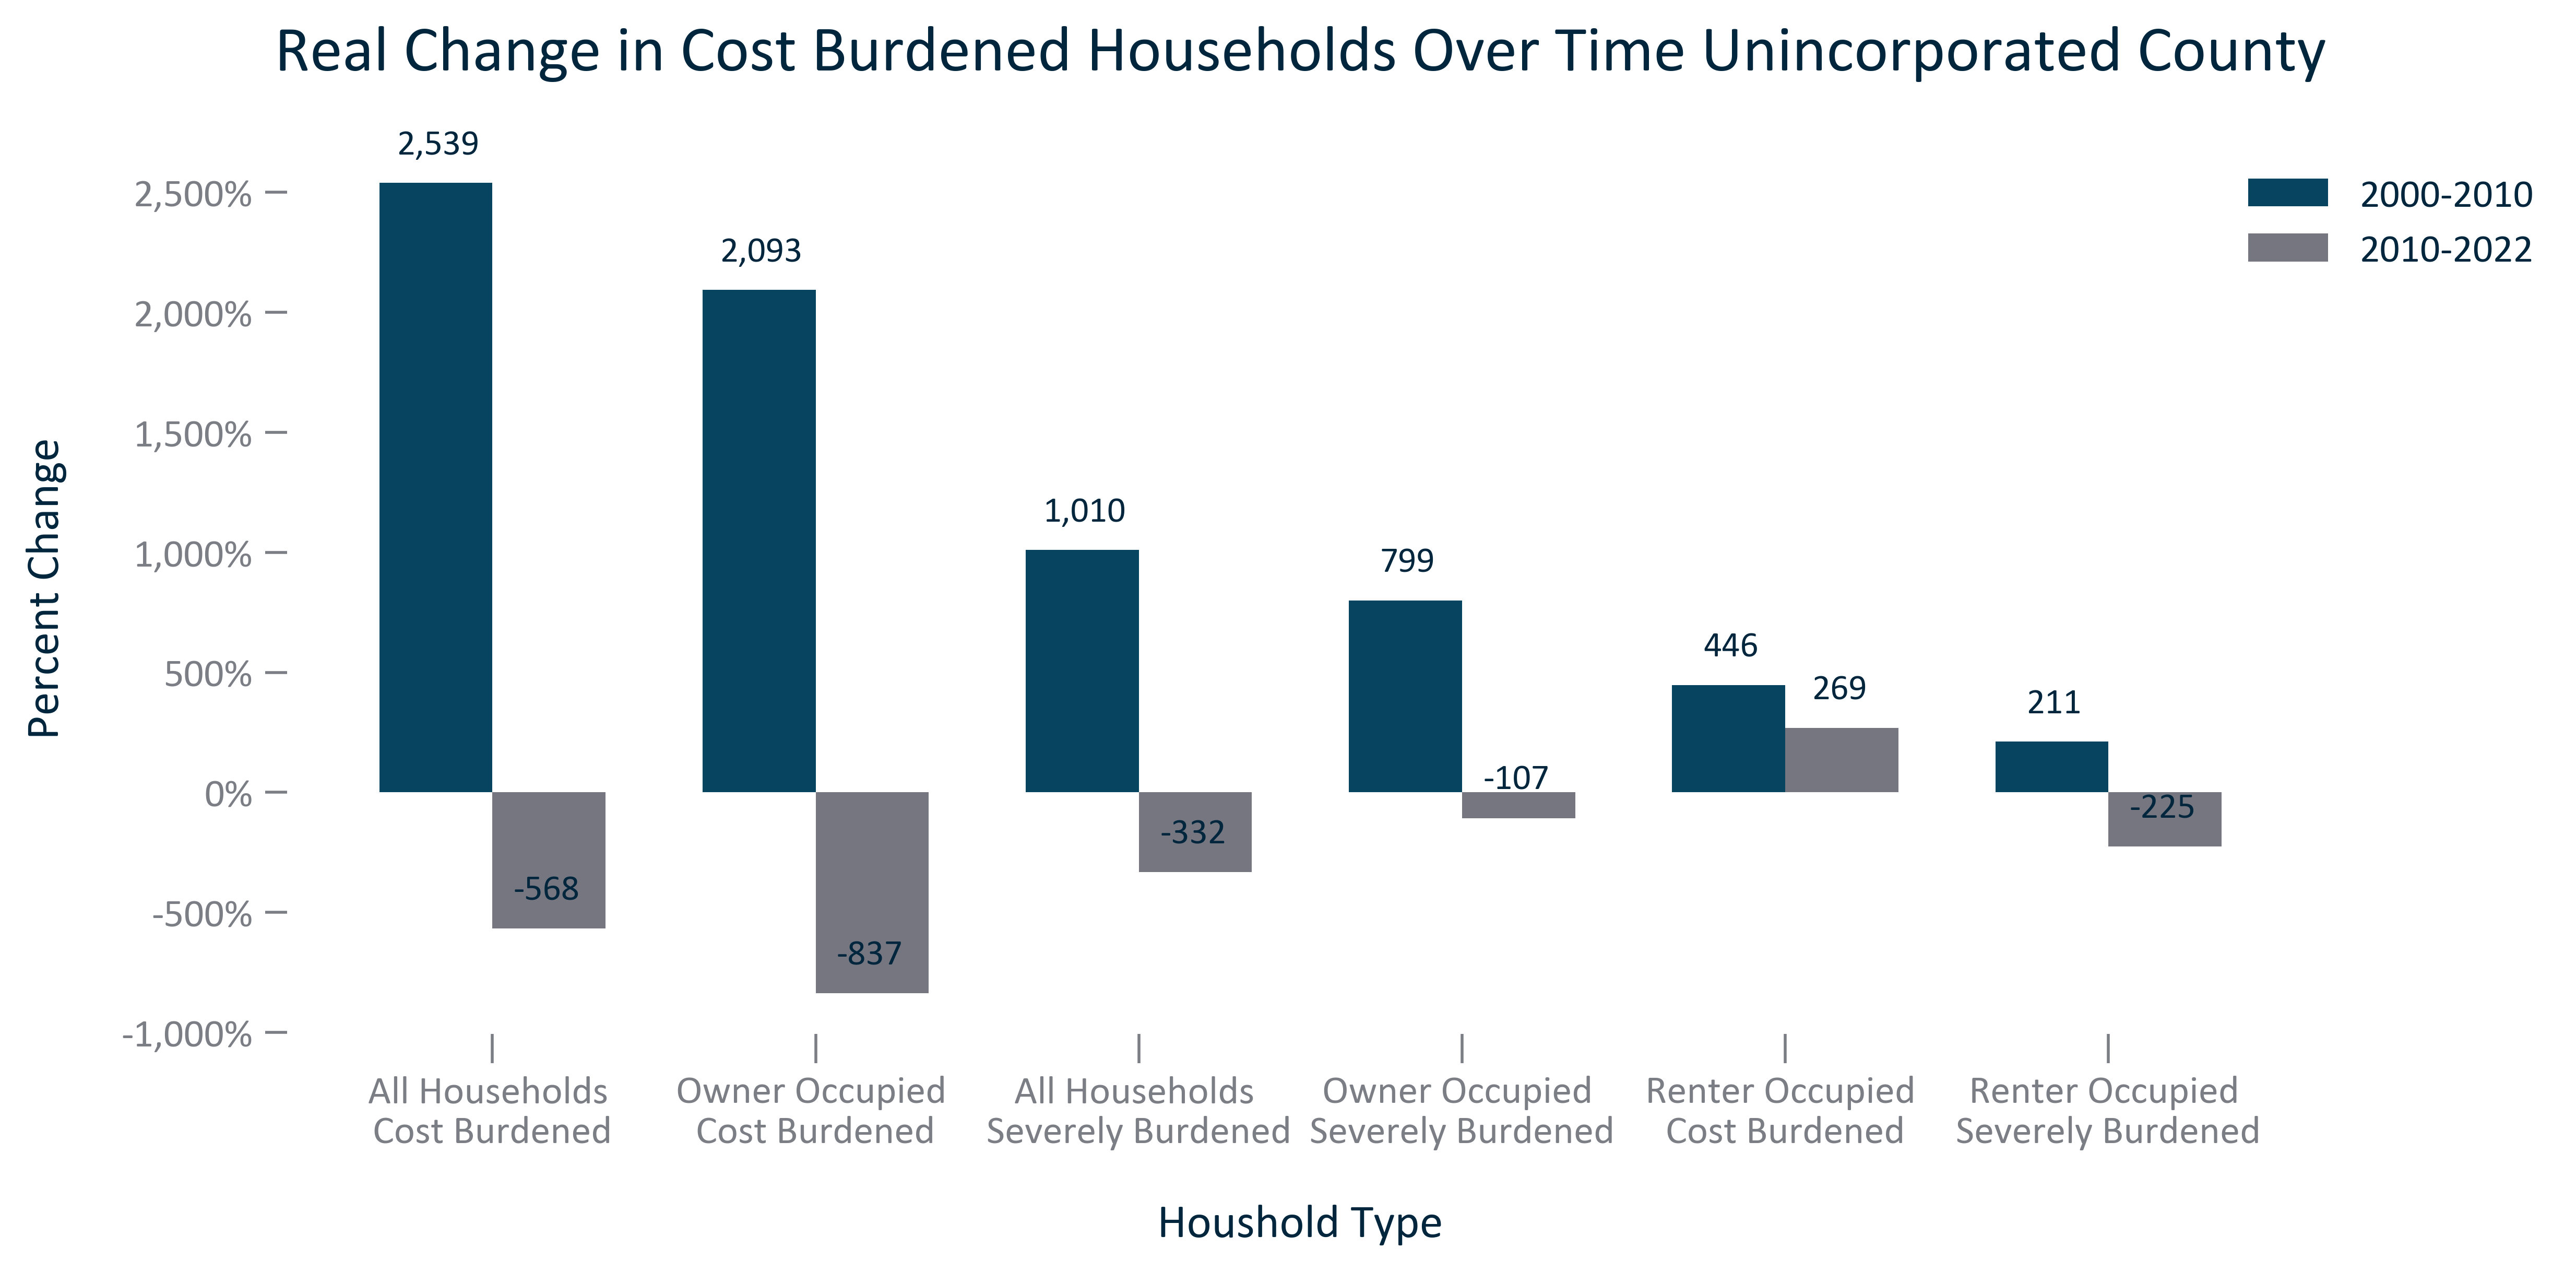 Real Change in Cost Burdened Households Over Time Unincorporated County
2,539
2,093
1,010
799
446
269
211
-568
-837
-332
-107
-225
2000-2010
2010-2022
Percent Change
2,500%
2,000%
1,500%
1,000%
500%
0%
-500%
-1,000%
All Households
Cost Burdened
Owner Occupied
Cost Burdened
All Households
Severely Burdened
Owner Occupied
Severely Burdened
Renter Occupied
Cost Burdened
Renter Occupied
Severely Burdened
Houshold Type